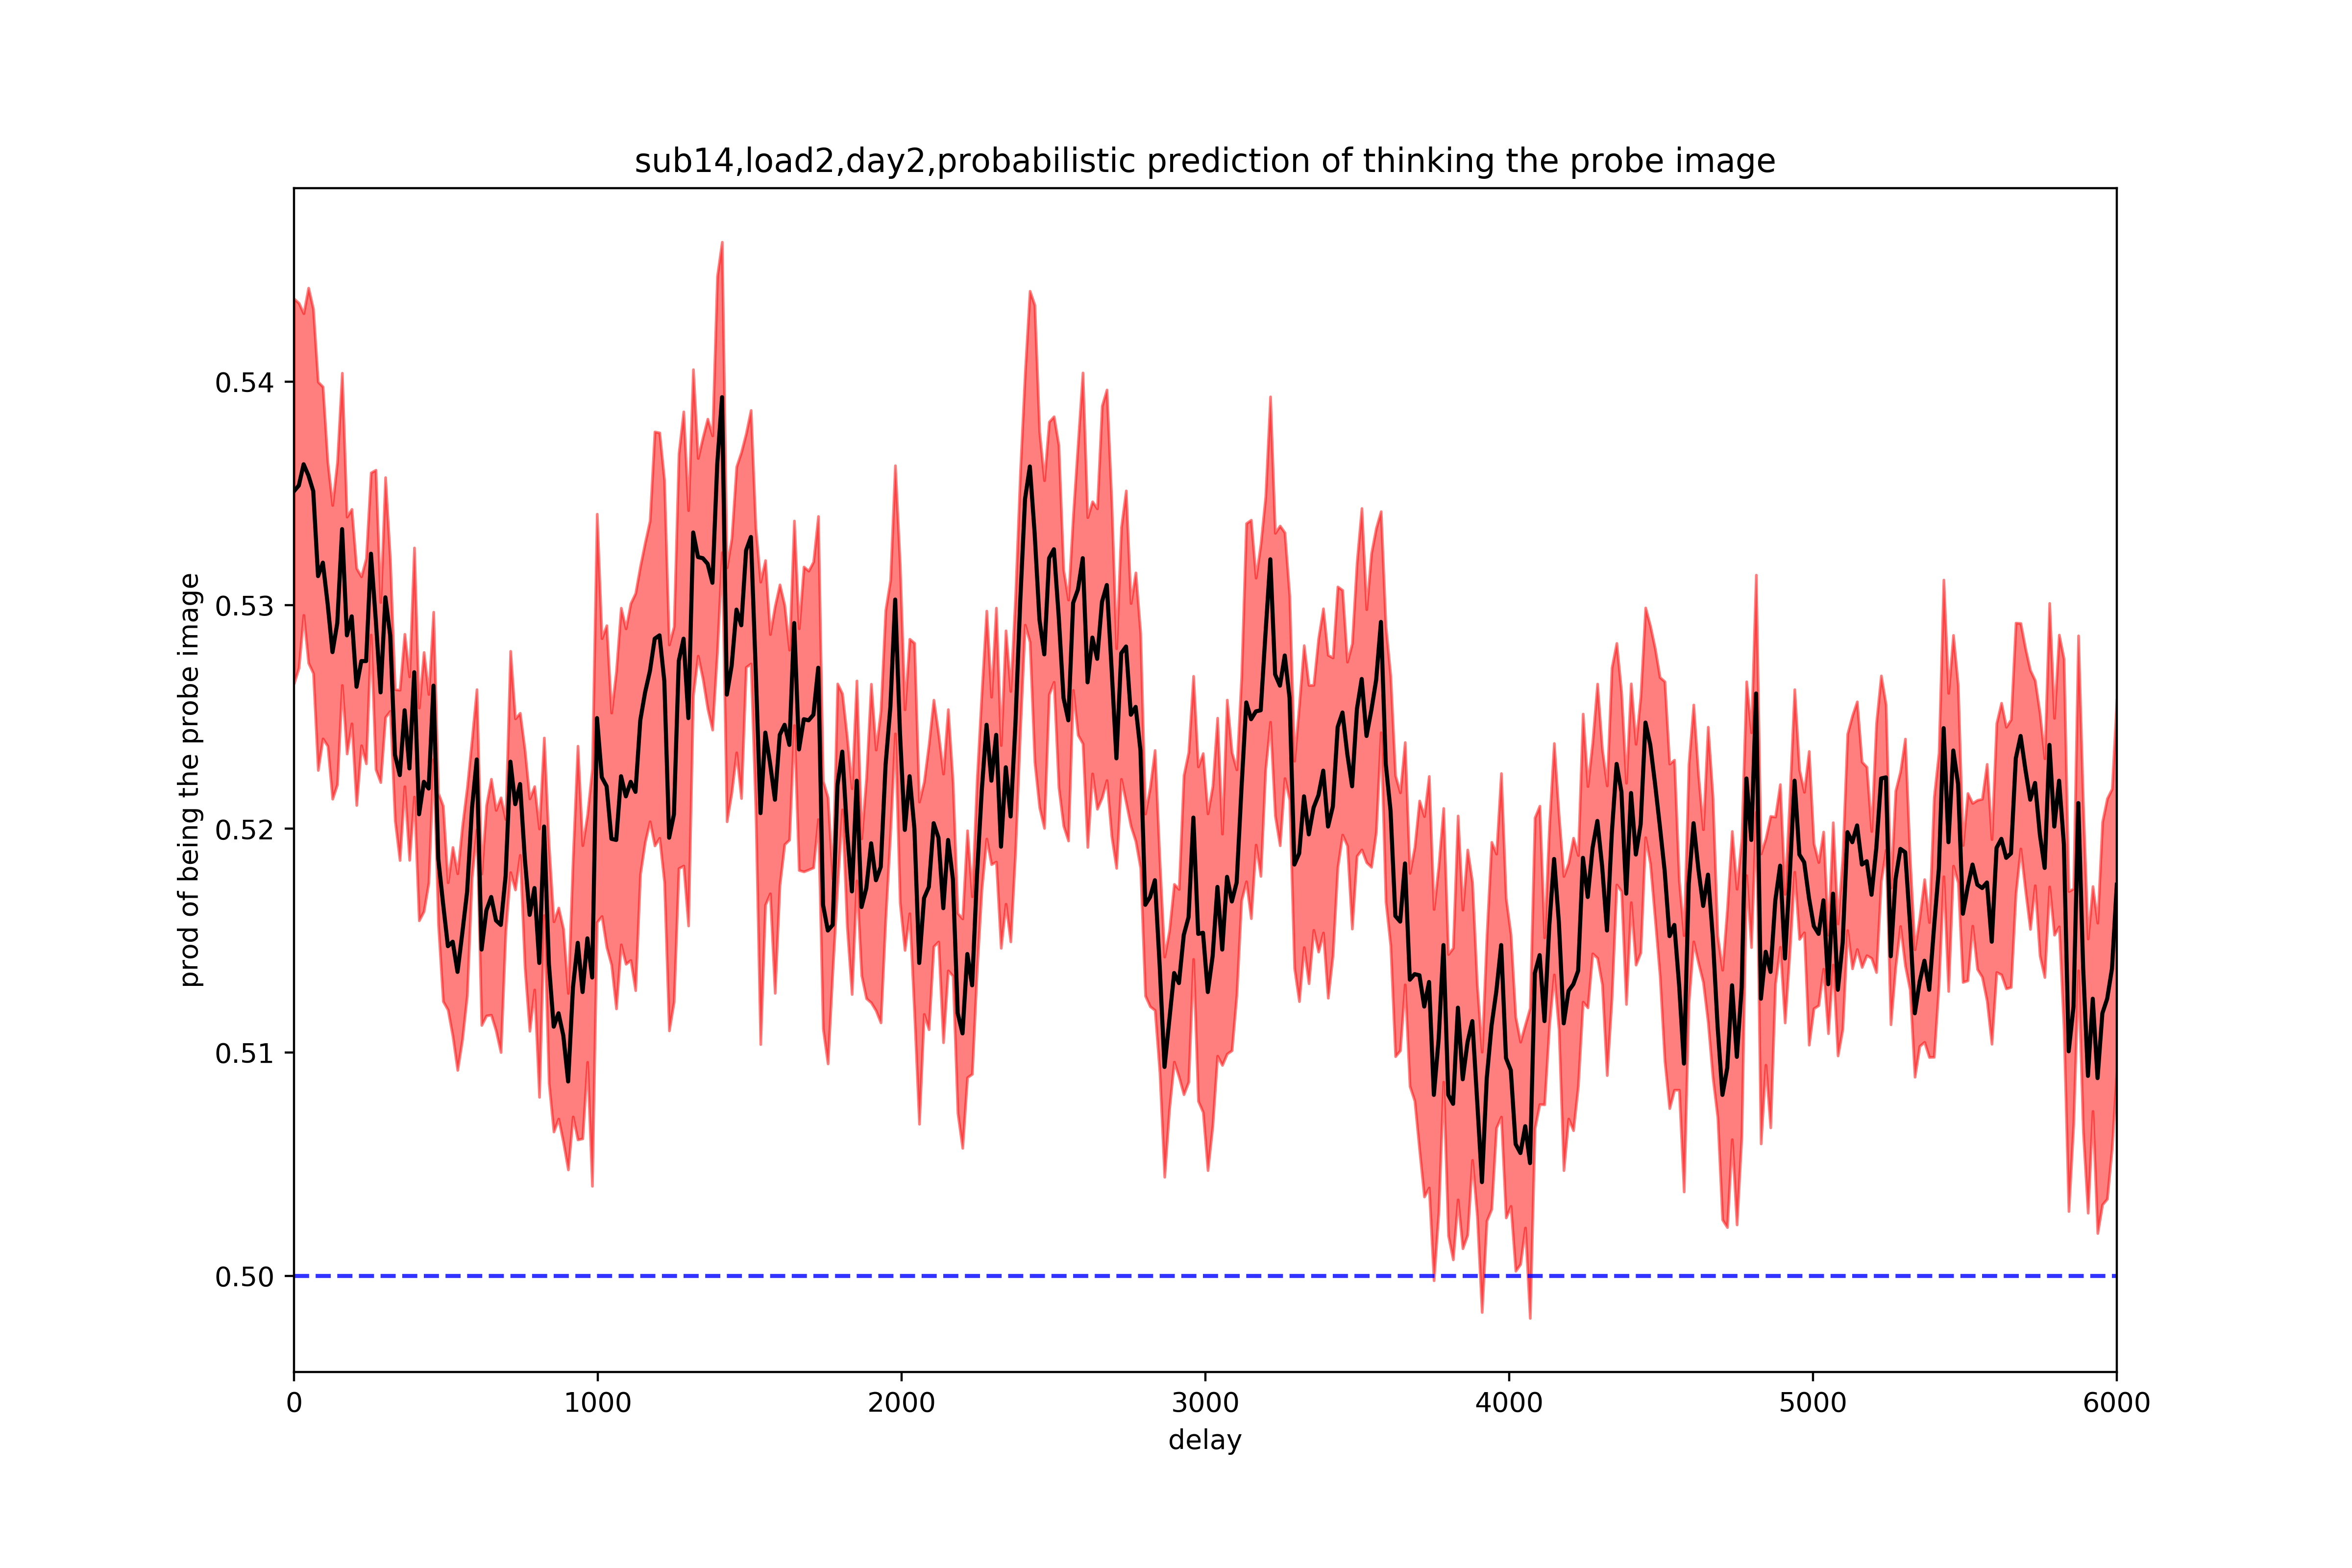 sub14,load2,day2,probabilistic prediction of thinking the probe image
prod of being the probe image
0.54
0.53
0.52
0.51
0.50
0 1000 2000 3000 4000 5000 6000
delay